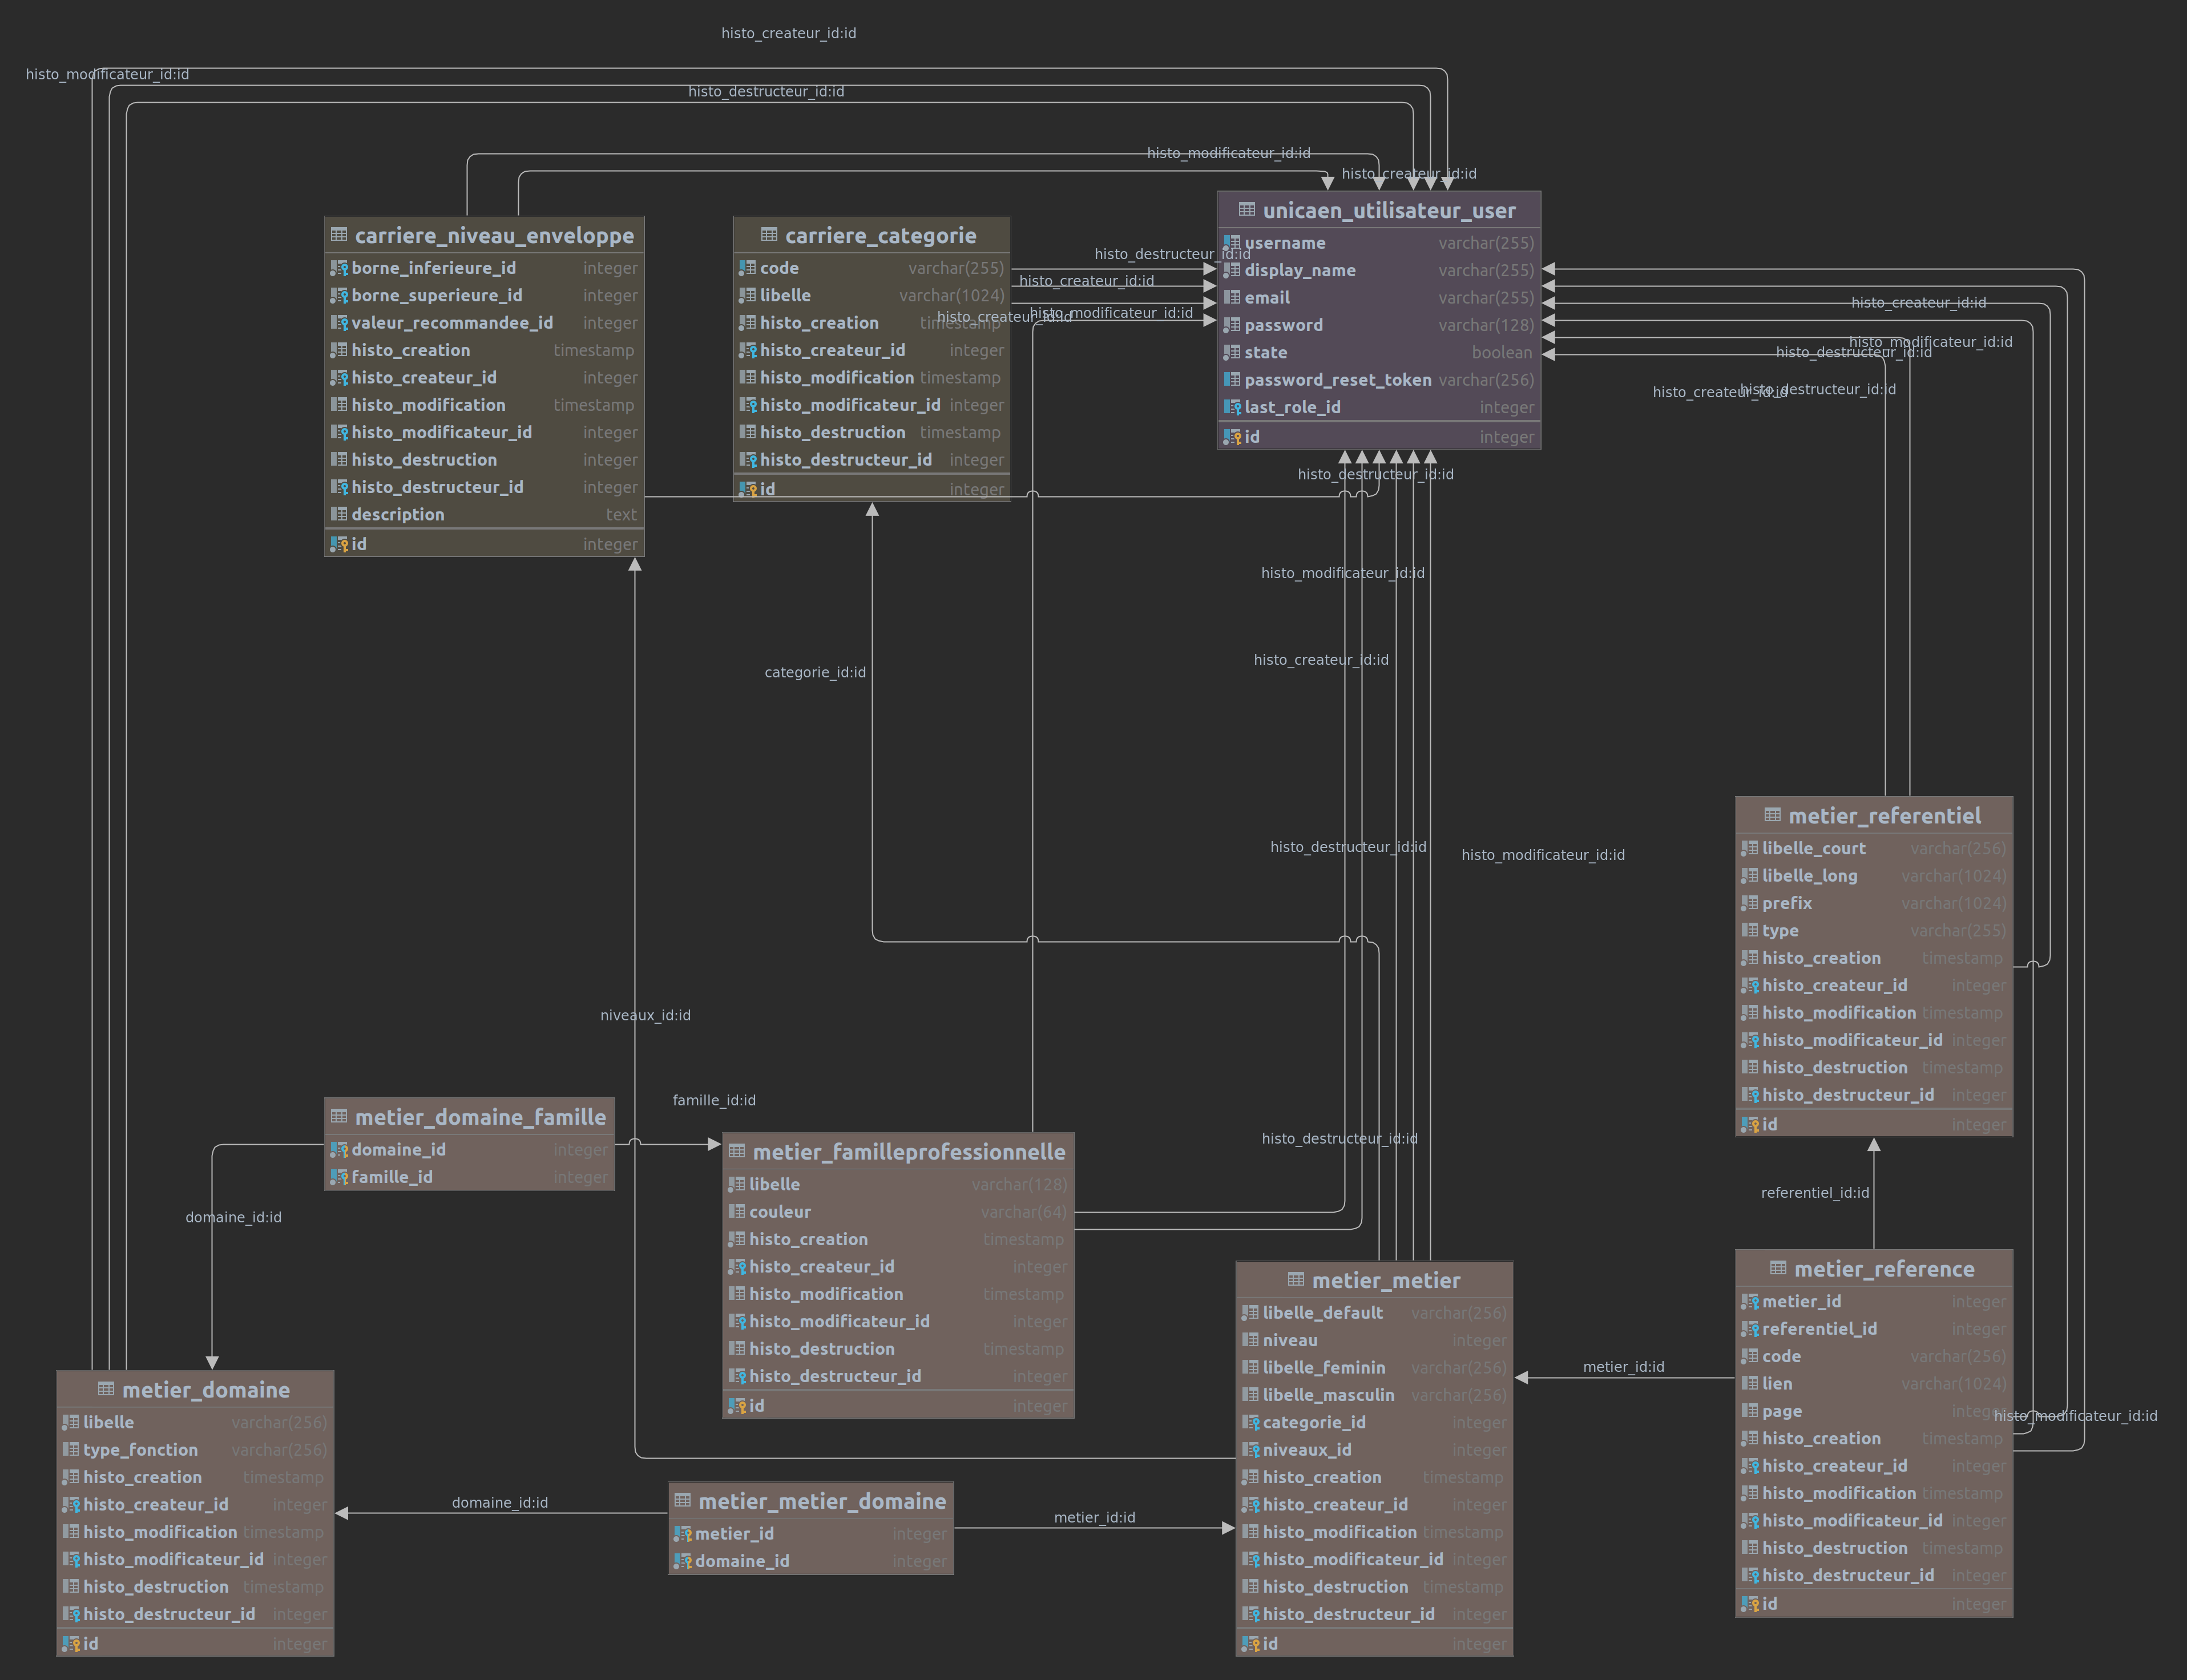 histo_createur_id:id
histo_modificateur_id:id
histo_destructeur_id:id
histo_modificateur_id:id
histo_createur_id:id
carriere_niveau_enveloppe
borne_inferieure_id integer
borne_superieure_id integer
valeur_recommandee_id integer
histo_creation timestamp
histo_createur_id integer
histo_modification timestamp
histo_modificateur_id integer
histo_destruction timestamp
histo_destructeur_id integer
description text
id integer
carriere_categorie
code varchar(255)
libelle varchar(1024)
histo_creation timestamp
histo_createur_id integer
histo_modification timestamp
histo_modificateur_id integer
histo_destruction timestamp
histo_destructeur_id integer
id integer
histo_destructeur_id:id
histo_createur_id:id
histo_createur_id:id
histo_modificateur_id:id
unicaen_utilisateur_user
username varchar(255)
display_name varchar(255)
email varchar(255)
password varchar(128)
state boolean
password_reset_token varchar(256)
last_role_id integer
id integer
histo_createur_id:id
histo_modificateur_id:id
histo_destructeur_id:id
histo_createur_id:id
histo_destructeur_id:id
histo_destructeur_id:id
histo_modificateur_id:id
histo_createur_id:id
categorie_id:id
histo_destructeur_id:id
histo_modificateur_id:id
metier_referentiel
libelle_court varchar(256)
libelle_long varchar(1024)
prefix varchar(1024)
type varchar(255)
histo_creation timestamp
histo_createur_id integer
histo_modification timestamp
histo_modificateur_id integer
histo_destruction timestamp
histo_destructeur_id integer
id integer
niveaux_id:id
metier_domaine_famille
domaine_id integer
famille_id integer
famille_id:id
domaine_id:id
metier_familleprofessionnelle
libelle varchar(128)
couleur varchar(64)
histo_creation timestamp
histo_createur_id integer
histo_modification timestamp
histo_modificateur_id integer
histo_destruction timestamp
histo_destructeur_id integer
id integer
histo_destructeur_id:id
referentiel_id:id
metier_metier
libelle_default varchar(256)
niveau integer
libelle_feminin varchar(256)
libelle_masculin varchar(256)
categorie_id integer
niveaux_id integer
histo_creation timestamp
histo_createur_id integer
histo_modification timestamp
histo_modificateur_id integer
histo_destruction timestamp
histo_destructeur_id integer
id integer
metier_id:id
metier_reference
metier_id integer
referentiel_id integer
code varchar(256)
lien varchar(1024)
page integer
histo_creation timestamp
histo_createur_id integer
histo_modification timestamp
histo_modificateur_id integer
histo_destruction timestamp
histo_destructeur_id integer
id integer
histo_modificateur_id:id
metier_domaine
libelle varchar(256)
type_fonction varchar(256)
histo_creation timestamp
histo_createur_id integer
histo_modification timestamp
histo_modificateur_id integer
histo_destruction timestamp
histo_destructeur_id integer
id integer
domaine_id:id
metier_metier_domaine
metier_id integer
domaine_id integer
metier_id:id